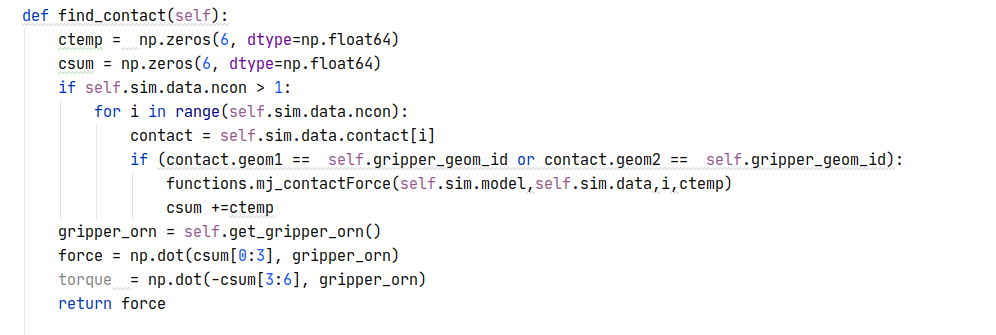 def find_contact(self):
    ctemp =  np.zeros(6, dtype=np.float64)
    csum = np.zeros(6, dtype=np.float64)
    if self.sim.data.ncon > 1:
        for i in range(self.sim.data.ncon):
            contact = self.sim.data.contact[i]
            if (contact.geom1 ==  self.gripper_geom_id or contact.geom2 ==  self.gripper_geom_id):
                functions.mj_contactForce(self.sim.model,self.sim.data,i,ctemp)
                csum +=ctemp
    gripper_orn = self.get_gripper_orn()
    force = np.dot(csum[0:3], gripper_orn)
    torque  = np.dot(-csum[3:6], gripper_orn)
    return force